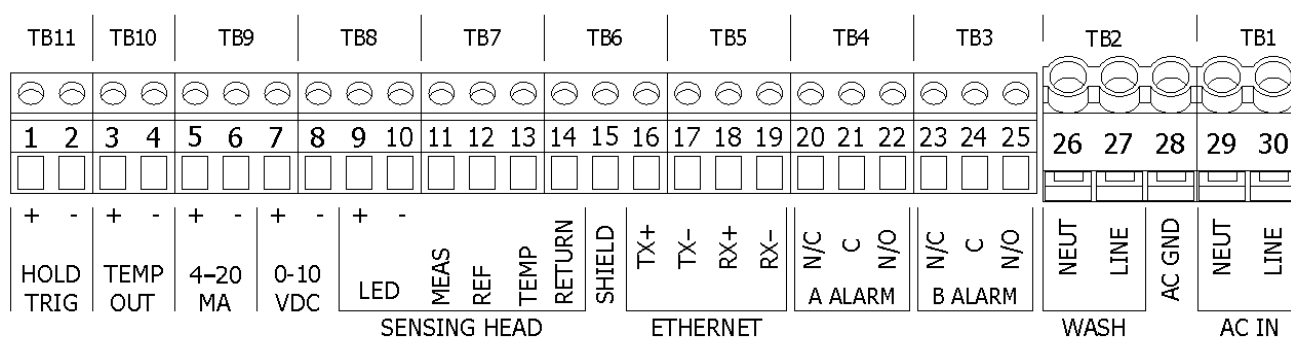 TB11 TB10 TB9 TB8 TB7 TB6 TB5 TB4 TB3 TB2 TB1
1 2 3 4 5 6 7 8 9 10 11 12 13 14 15 16 17 18 19 20 21 22 23 24 25 26 27 28 29 30
+ - + - + - + - + -
HOLD TRIG
TEMP OUT
4–20 MA
0-10 VDC
LED
MEAS
REF
TEMP
RETURN
SHIELD
TX+
TX–
RX+
RX–
N/C
C
N/O
A ALARM
N/C
C
N/O
B ALARM
NEUT
LINE
AC GND
NEUT
LINE
SENSING HEAD
ETHERNET
WASH
AC IN